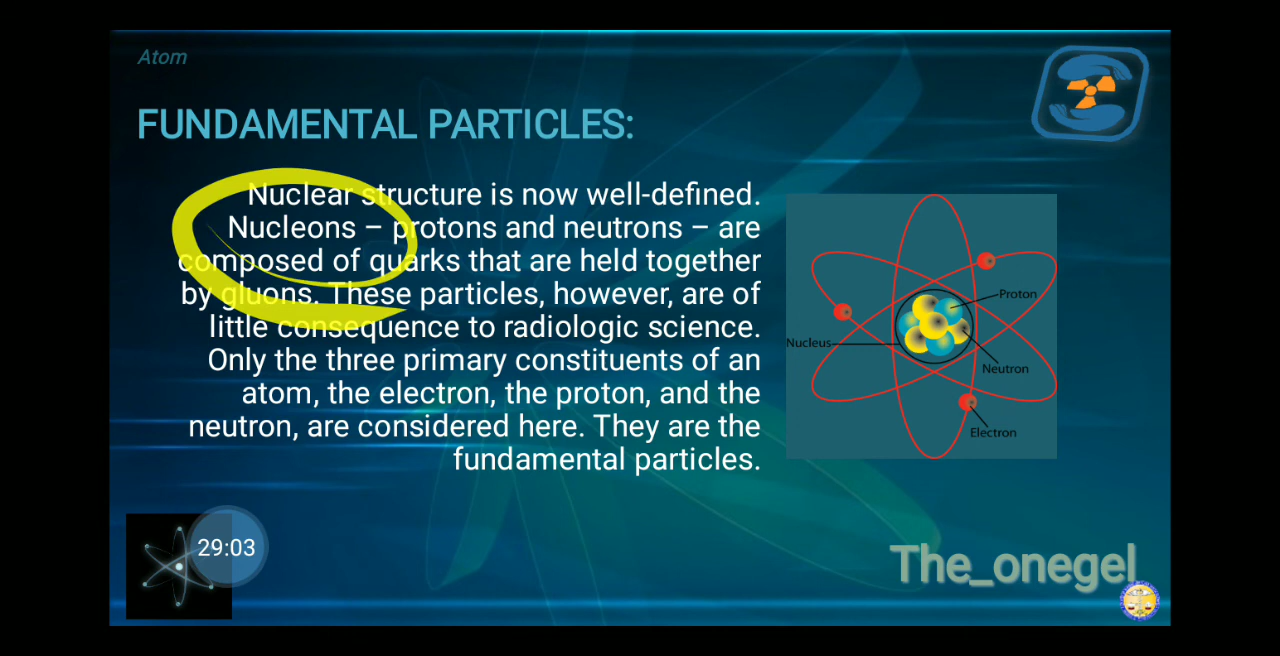 Atom
FUNDAMENTAL PARTICLES:
Nuclear structure is now well-defined.
Nucleons – protons and neutrons – are
composed of quarks that are held together
by gluons. These particles, however, are of
little consequence to radiologic science.
Only the three primary constituents of an
atom, the electron, the proton, and the
neutron, are considered here. They are the
fundamental particles.
Proton
Nucleus
Neutron
Electron
29:03
The_onegel